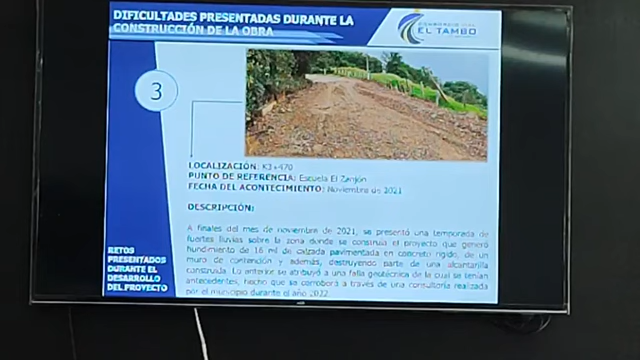 DIFICULTADES PRESENTADAS DURANTE LA
CONSTRUCCIÓN DE LA OBRA
CONSORCIO VIAL
EL TAMBO
3
LOCALIZACIÓN: K3+470
PUNTO DE REFERENCIA: Escuela El Zanjón
FECHA DEL ACONTECIMIENTO: Noviembre de 2021
DESCRIPCIÓN:
A finales del mes de noviembre de 2021, se presentó una temporada de
fuertes lluvias sobre la zona donde se construía el proyecto que generó
hundimiento de 16 ml de calzada pavimentada en concreto rígido, de un
muro de contención y además, destruyendo parte de una alcantarilla
construida. Lo anterior se atribuyó a una falla geotécnica de la cual se tenían
antecedentes, hecho que se corroboró a través de una consultoría realizada
por el municipio durante el año 2022.
RETOS
PRESENTADOS
DURANTE EL
DESARROLLO
DEL PROYECTO